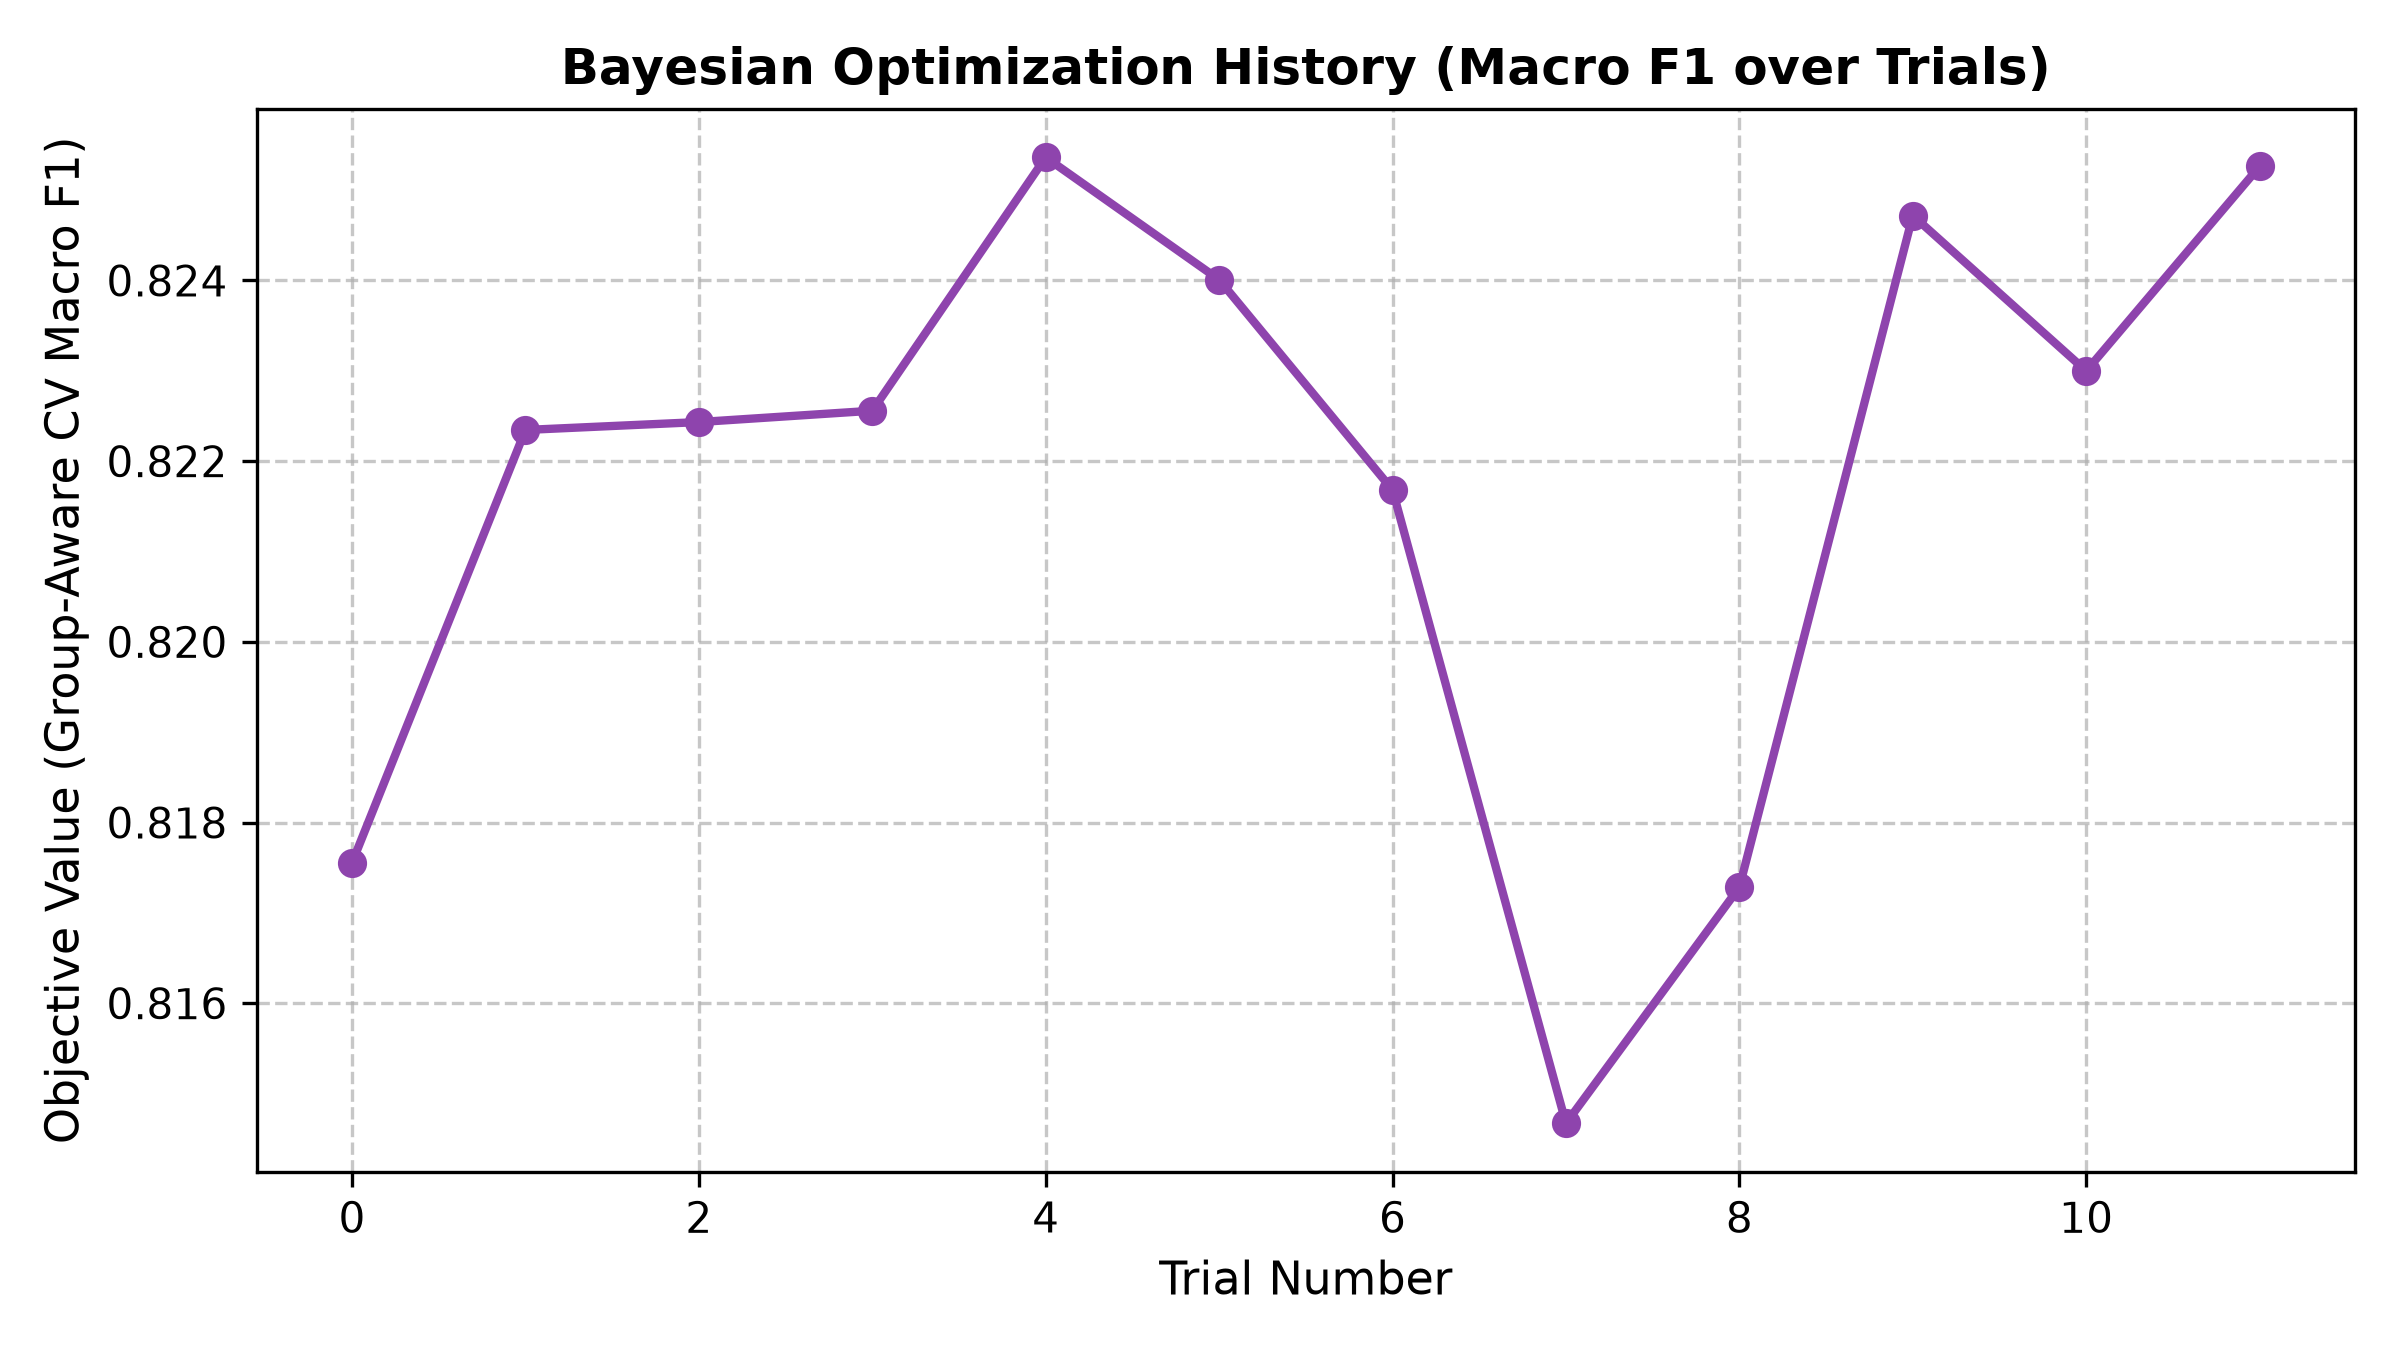 Bayesian Optimization History (Macro F1 over Trials)
Objective Value (Group-Aware CV Macro F1)
0.824
0.822
0.820
0.818
0.816
0 2 4 6 8 10
Trial Number